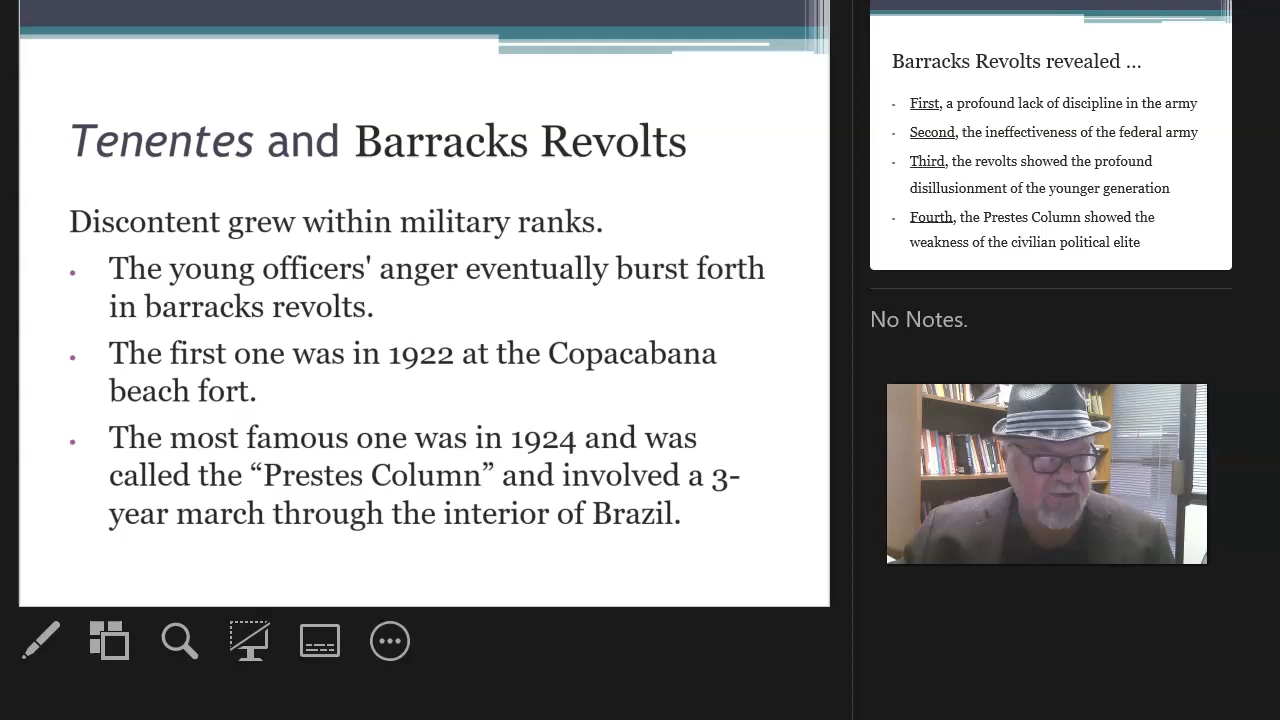 Tenentes and Barracks Revolts
Discontent grew within military ranks.
• The young officers' anger eventually burst forth
in barracks revolts.
• The first one was in 1922 at the Copacabana
beach fort.
• The most famous one was in 1924 and was
called the “Prestes Column” and involved a 3-
year march through the interior of Brazil.
Barracks Revolts revealed ...
• First, a profound lack of discipline in the army
• Second, the ineffectiveness of the federal army
• Third, the revolts showed the profound
disillusionment of the younger generation
• Fourth, the Prestes Column showed the
weakness of the civilian political elite
No Notes.